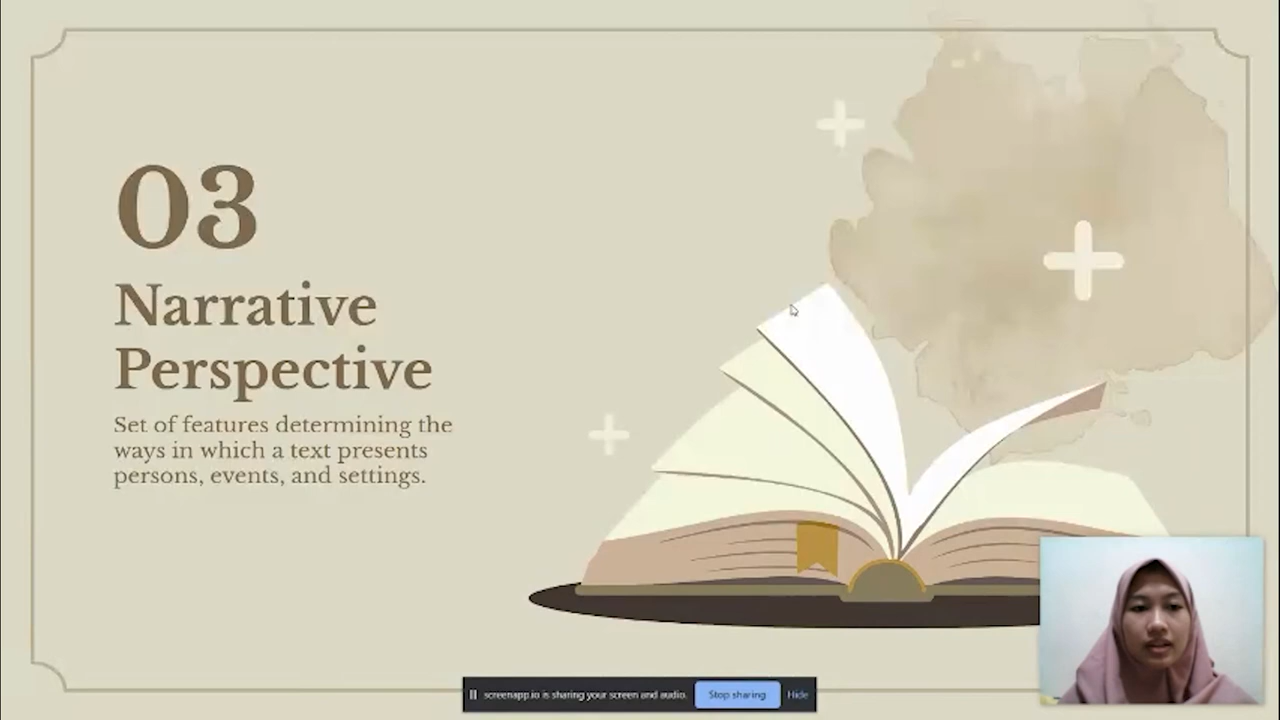 03
Narrative
Perspective
Set of features determining the
ways in which a text presents
persons, events, and settings.
screenapp.io is sharing your screen and audio. Stop sharing Hide